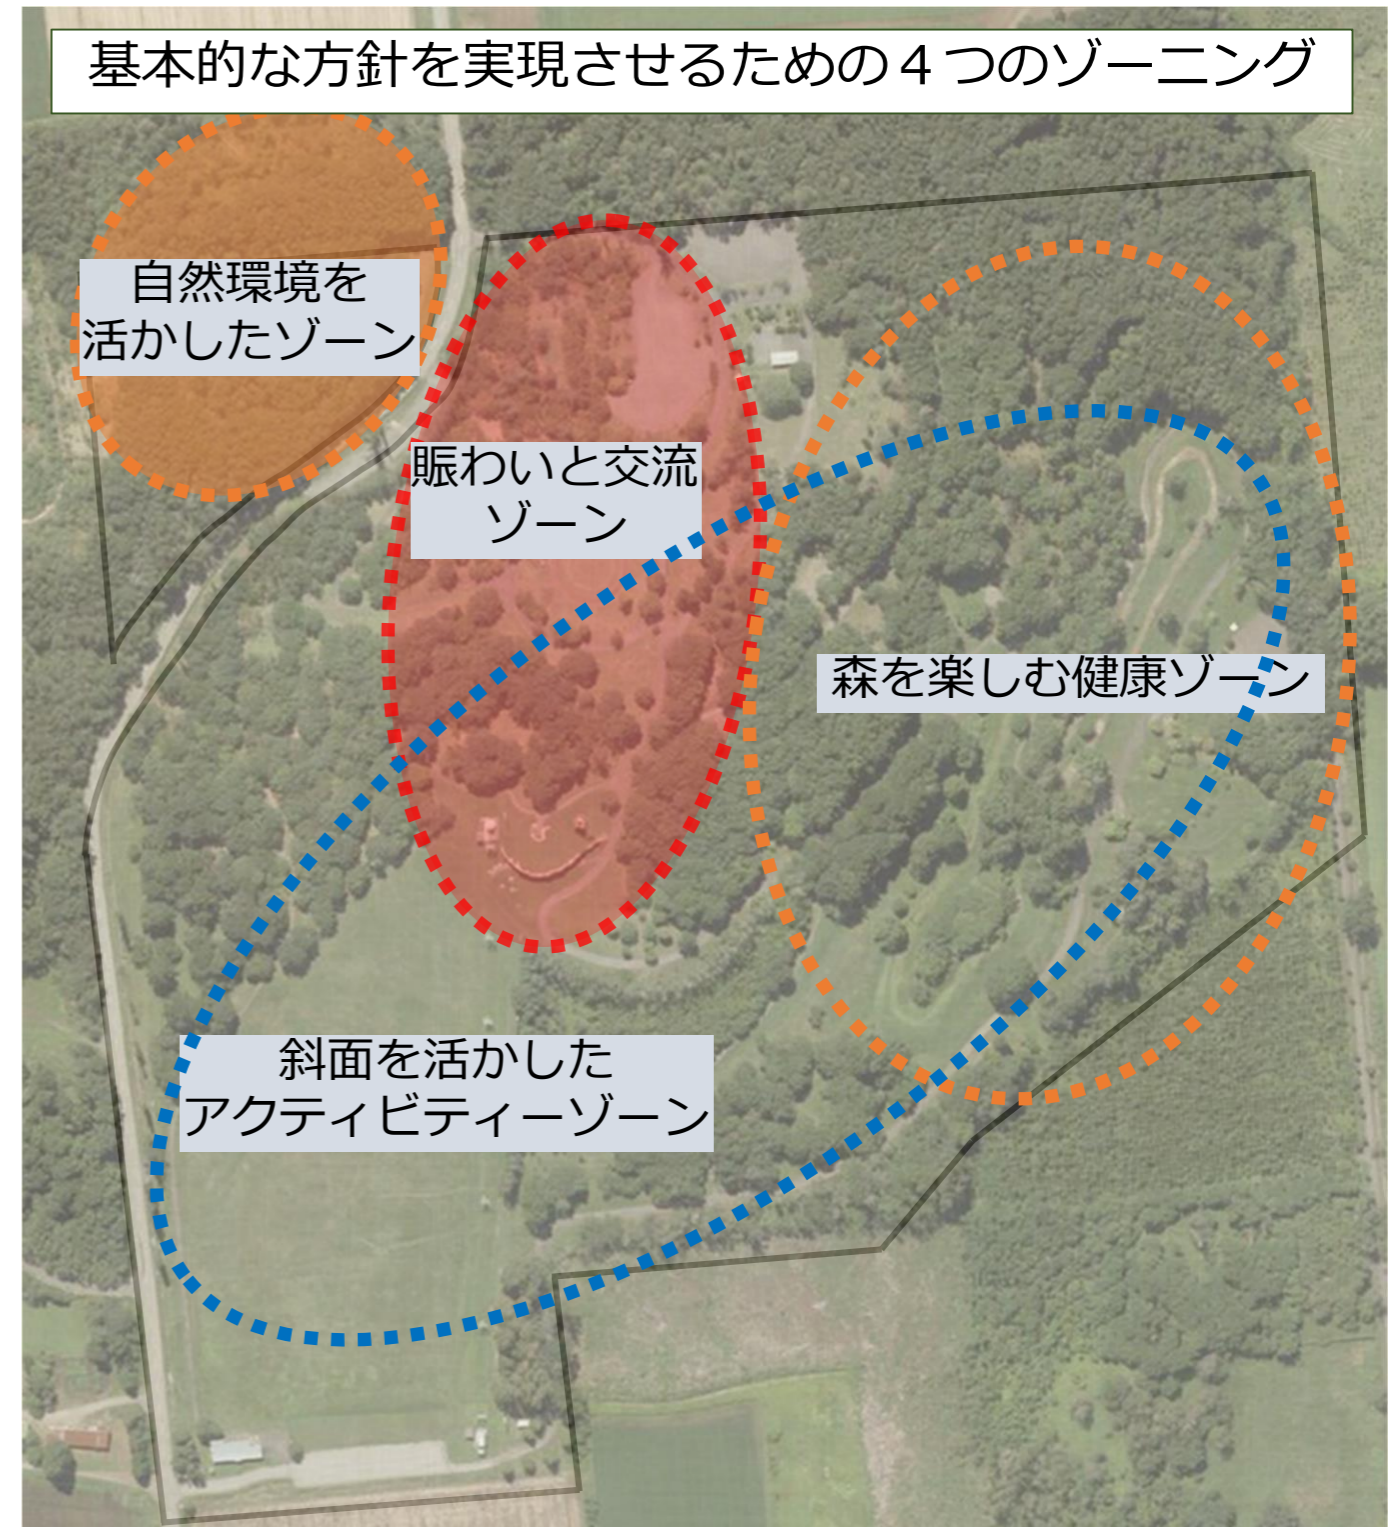 基本的な方針を実現させるための４つのゾーニング
自然環境を
活かしたゾーン
賑わいと交流
ゾーン
森を楽しむ健康ゾーン
斜面を活かした
アクティビティーゾーン